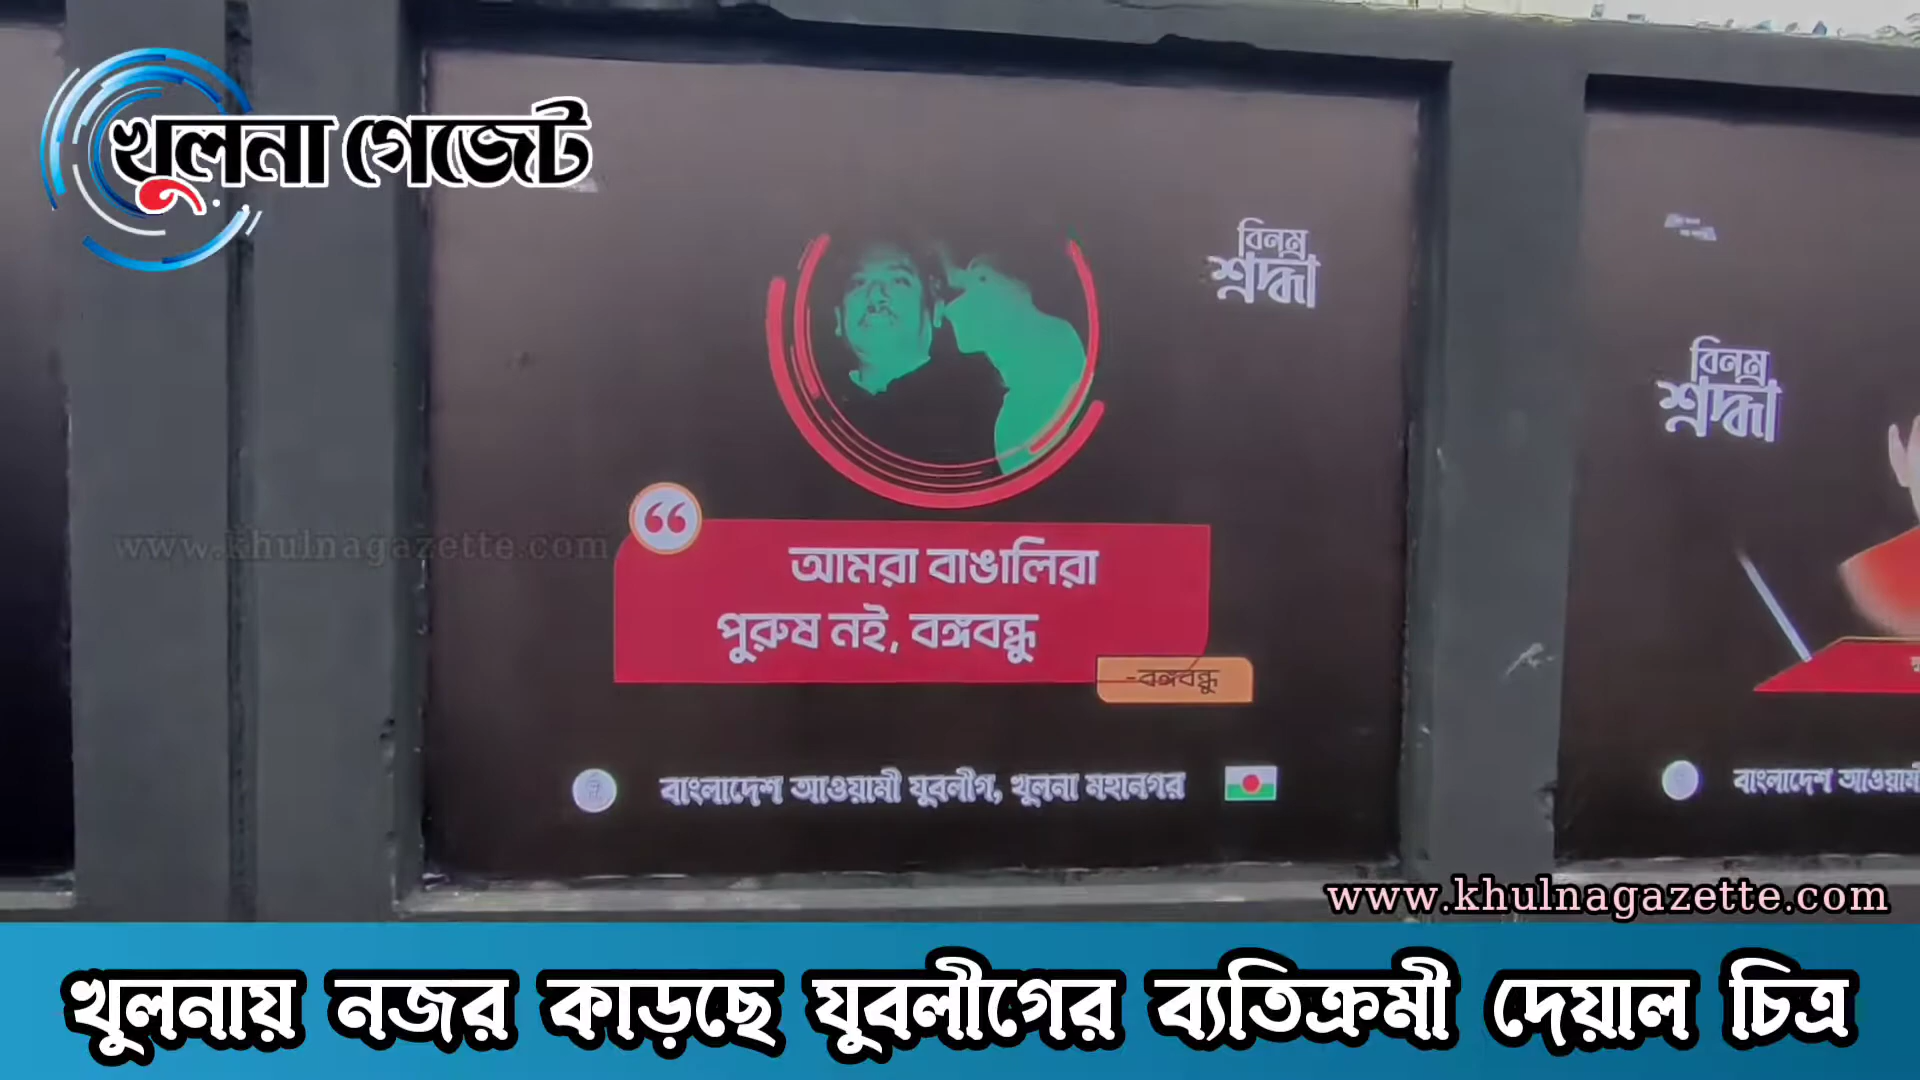 খুলনা গেজেট
বিনম্র
শ্রদ্ধা
বিনম্র
শ্রদ্ধা
www.khulnagazette.com
“
আমরা বাঙালিরা
পুরুষ নই, বঙ্গবন্ধু
-বঙ্গবন্ধু
বাংলাদেশ আওয়ামী যুবলীগ, খুলনা মহানগর
বাংলাদেশ
www.khulnagazette.com
খুলনায় নজর কাড়ছে যুবলীগের ব্যতিক্রমী দেয়াল চিত্র